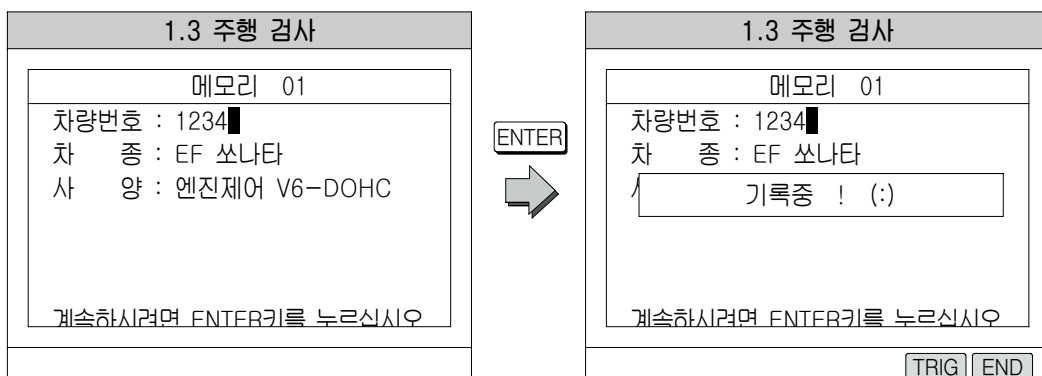 1.3 주행 검사
메모리 01
차량번호 : 1234
차 종 : EF 쏘나타
사 양 : 엔진제어 V6-DOHC
계속하시려면 ENTER키를 누르십시오
ENTER
1.3 주행 검사
메모리 01
차량번호 : 1234
차 종 : EF 쏘나타
기록중 ! (:)
계속하시려면 ENTER키를 누르십시오
TRIG END